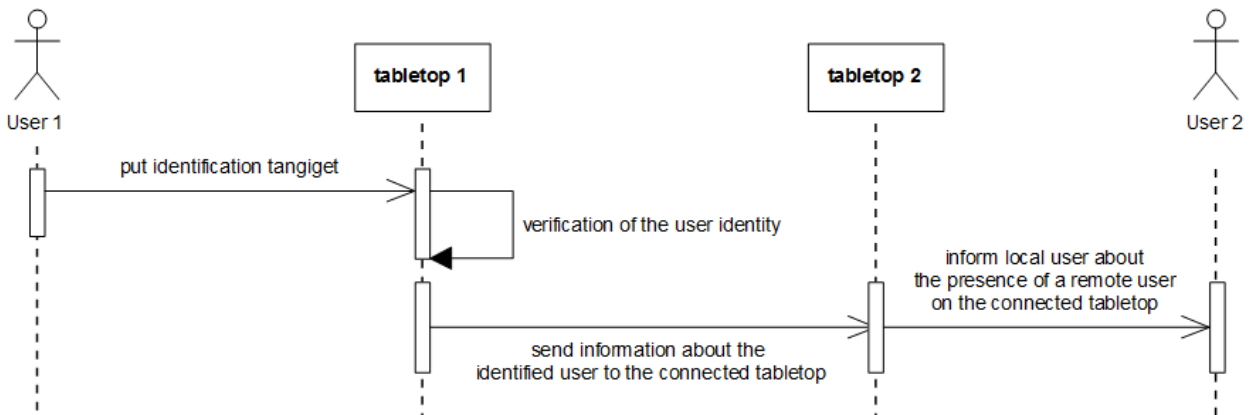 tabletop 1
tabletop 2
User 1
User 2
put identification tangiget
verification of the user identity
inform local user about
the presence of a remote user
on the connected tabletop
send information about the
identified user to the connected tabletop